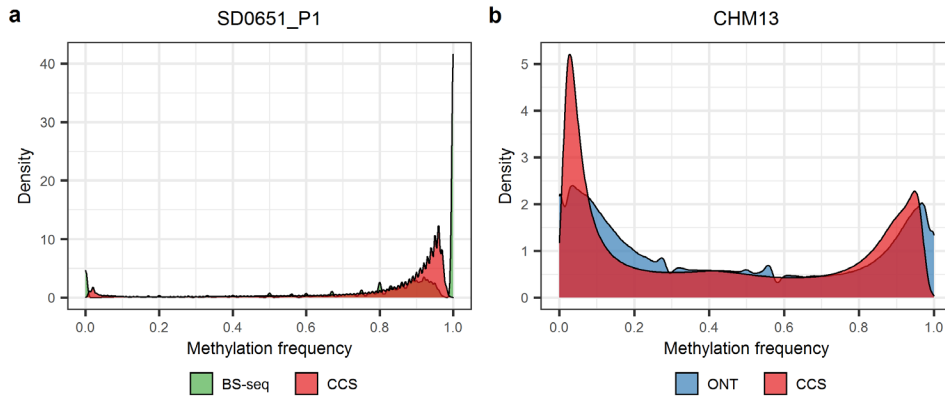 a
SD0651_P1
Density
40
30
20
10
0
0.0 0.2 0.4 0.6 0.8 1.0
Methylation frequency
BS-seq CCS
b
CHM13
Density
5
4
3
2
1
0
0.0 0.2 0.4 0.6 0.8 1.0
Methylation frequency
ONT CCS